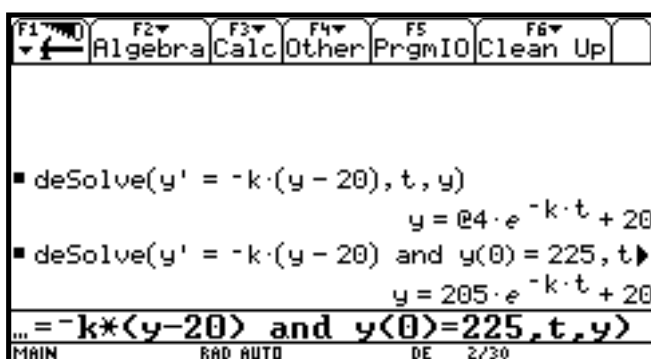 F1 F2 F3 F4 F5 F6
Algebra Calc Other PrgmIO Clean Up
▪ deSolve(y' = ⁻k·(y − 20), t, y)
y = @4·e^(⁻k·t) + 20
▪ deSolve(y' = ⁻k·(y − 20) and y(0) = 225, t▶
y = 205·e^(⁻k·t) + 20
…=⁻k*(y-20) and y(0)=225,t,y)
MAIN RAD AUTO DE 2/30